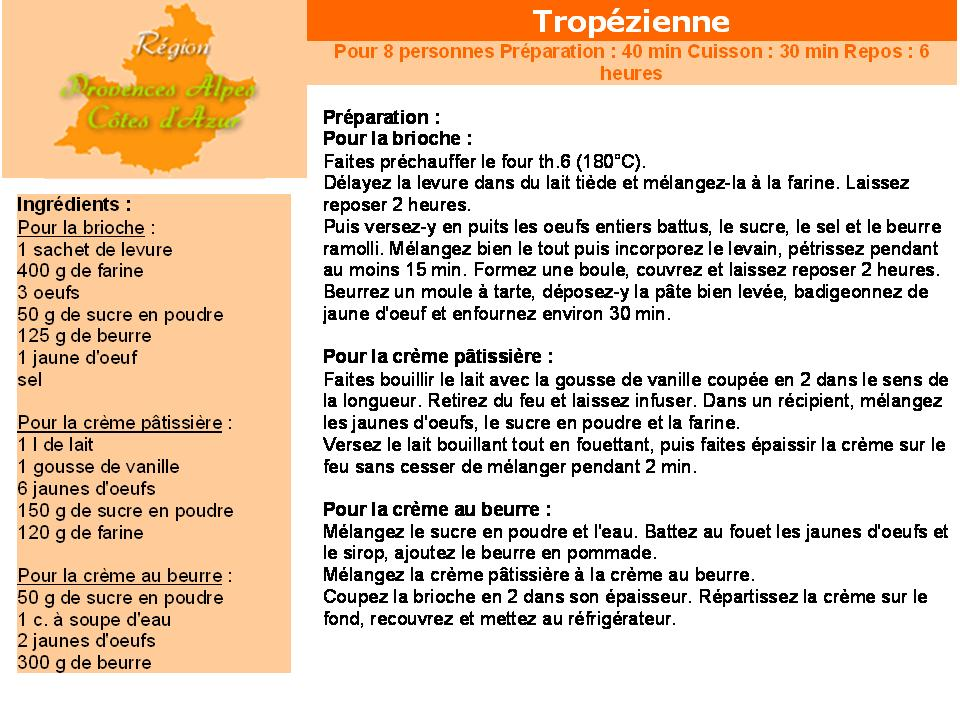 Région
Provences Alpes
Côtes d'Azur
Tropézienne
Pour 8 personnes Préparation : 40 min Cuisson : 30 min Repos : 6
heures
Ingrédients :
Pour la brioche :
1 sachet de levure
400 g de farine
3 oeufs
50 g de sucre en poudre
125 g de beurre
1 jaune d'oeuf
sel
Pour la crème pâtissière :
1 l de lait
1 gousse de vanille
6 jaunes d'oeufs
150 g de sucre en poudre
120 g de farine
Pour la crème au beurre :
50 g de sucre en poudre
1 c. à soupe d'eau
2 jaunes d'oeufs
300 g de beurre
Préparation :
Pour la brioche :
Faites préchauffer le four th.6 (180°C).
Délayez la levure dans du lait tiède et mélangez-la à la farine. Laissez
reposer 2 heures.
Puis versez-y en puits les oeufs entiers battus, le sucre, le sel et le beurre
ramolli. Mélangez bien le tout puis incorporez le levain, pétrissez pendant
au moins 15 min. Formez une boule, couvrez et laissez reposer 2 heures.
Beurrez un moule à tarte, déposez-y la pâte bien levée, badigeonnez de
jaune d'oeuf et enfournez environ 30 min.
Pour la crème pâtissière :
Faites bouillir le lait avec la gousse de vanille coupée en 2 dans le sens de
la longueur. Retirez du feu et laissez infuser. Dans un récipient, mélangez
les jaunes d'oeufs, le sucre en poudre et la farine.
Versez le lait bouillant tout en fouettant, puis faites épaissir la crème sur le
feu sans cesser de mélanger pendant 2 min.
Pour la crème au beurre :
Mélangez le sucre en poudre et l'eau. Battez au fouet les jaunes d'oeufs et
le sirop, ajoutez le beurre en pommade.
Mélangez la crème pâtissière à la crème au beurre.
Coupez la brioche en 2 dans son épaisseur. Répartissez la crème sur le
fond, recouvrez et mettez au réfrigérateur.